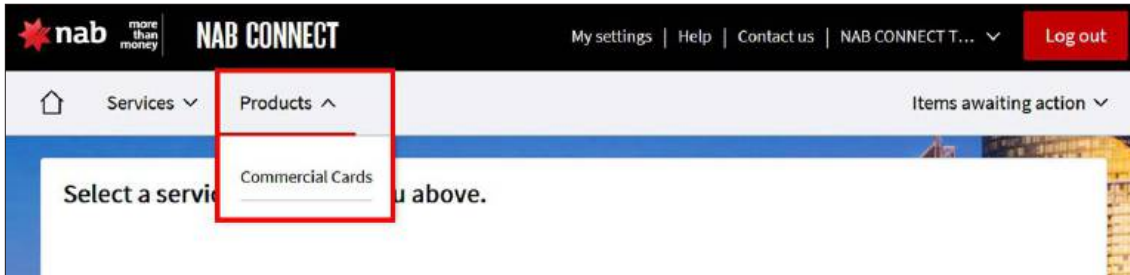 nab more than money NAB CONNECT My settings | Help | Contact us | NAB CONNECT T... Log out
Services Products Items awaiting action
Commercial Cards
Select a servi u above.